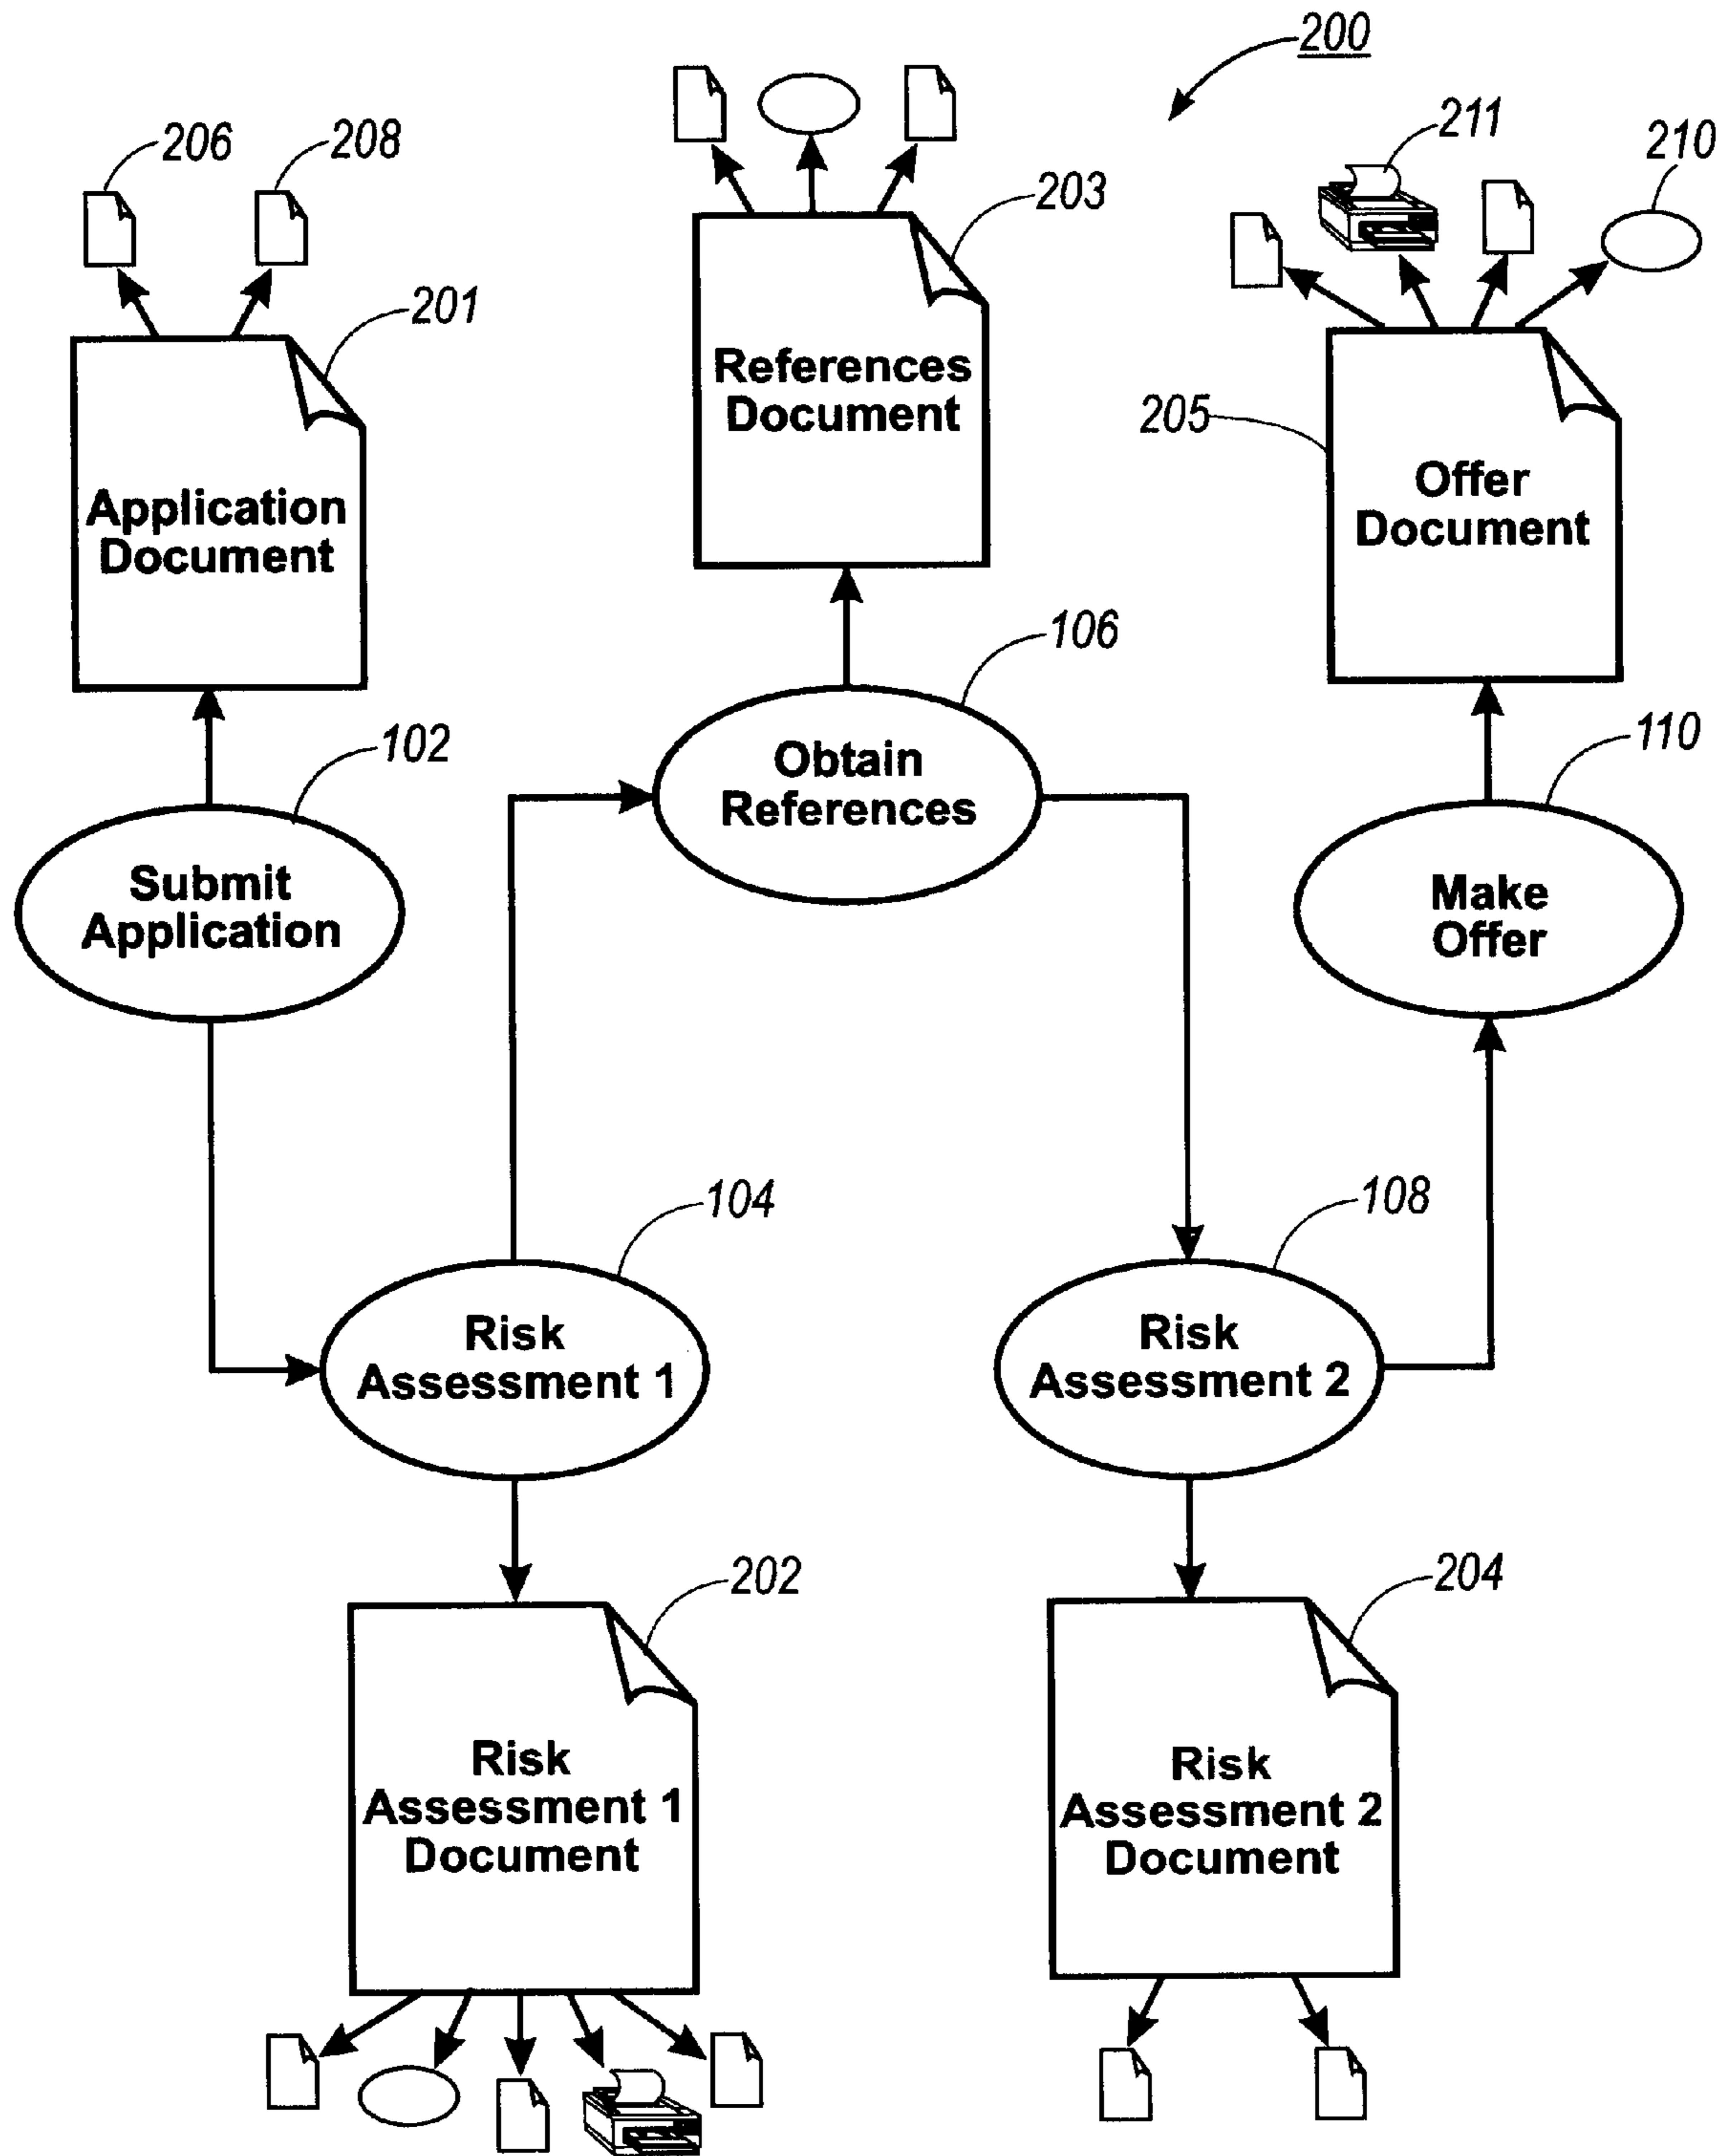 200
206
208
211
210
203
201
References
Document
205
Offer
Document
Application
Document
106
102
110
Obtain
References
Submit
Application
Make
Offer
104
108
Risk
Assessment 1
Risk
Assessment 2
202
204
Risk
Assessment 1
Document
Risk
Assessment 2
Document